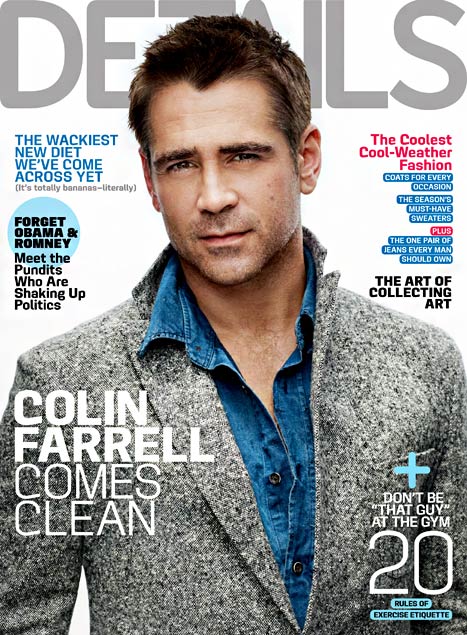 DETAILS
THE WACKIEST
NEW DIET
WE'VE COME
ACROSS YET
(It's totally bananas–literally)
FORGET
OBAMA &
ROMNEY
Meet the
Pundits
Who Are
Shaking Up
Politics
COLIN
FARRELL
COMES
CLEAN
The Coolest
Cool-Weather
Fashion
COATS FOR EVERY
OCCASION
THE SEASON'S
MUST-HAVE
SWEATERS
PLUS
THE ONE PAIR OF
JEANS EVERY MAN
SHOULD OWN
THE ART OF
COLLECTING
ART
+
DON'T BE
"THAT GUY"
AT THE GYM
20
RULES OF
EXERCISE ETIQUETTE